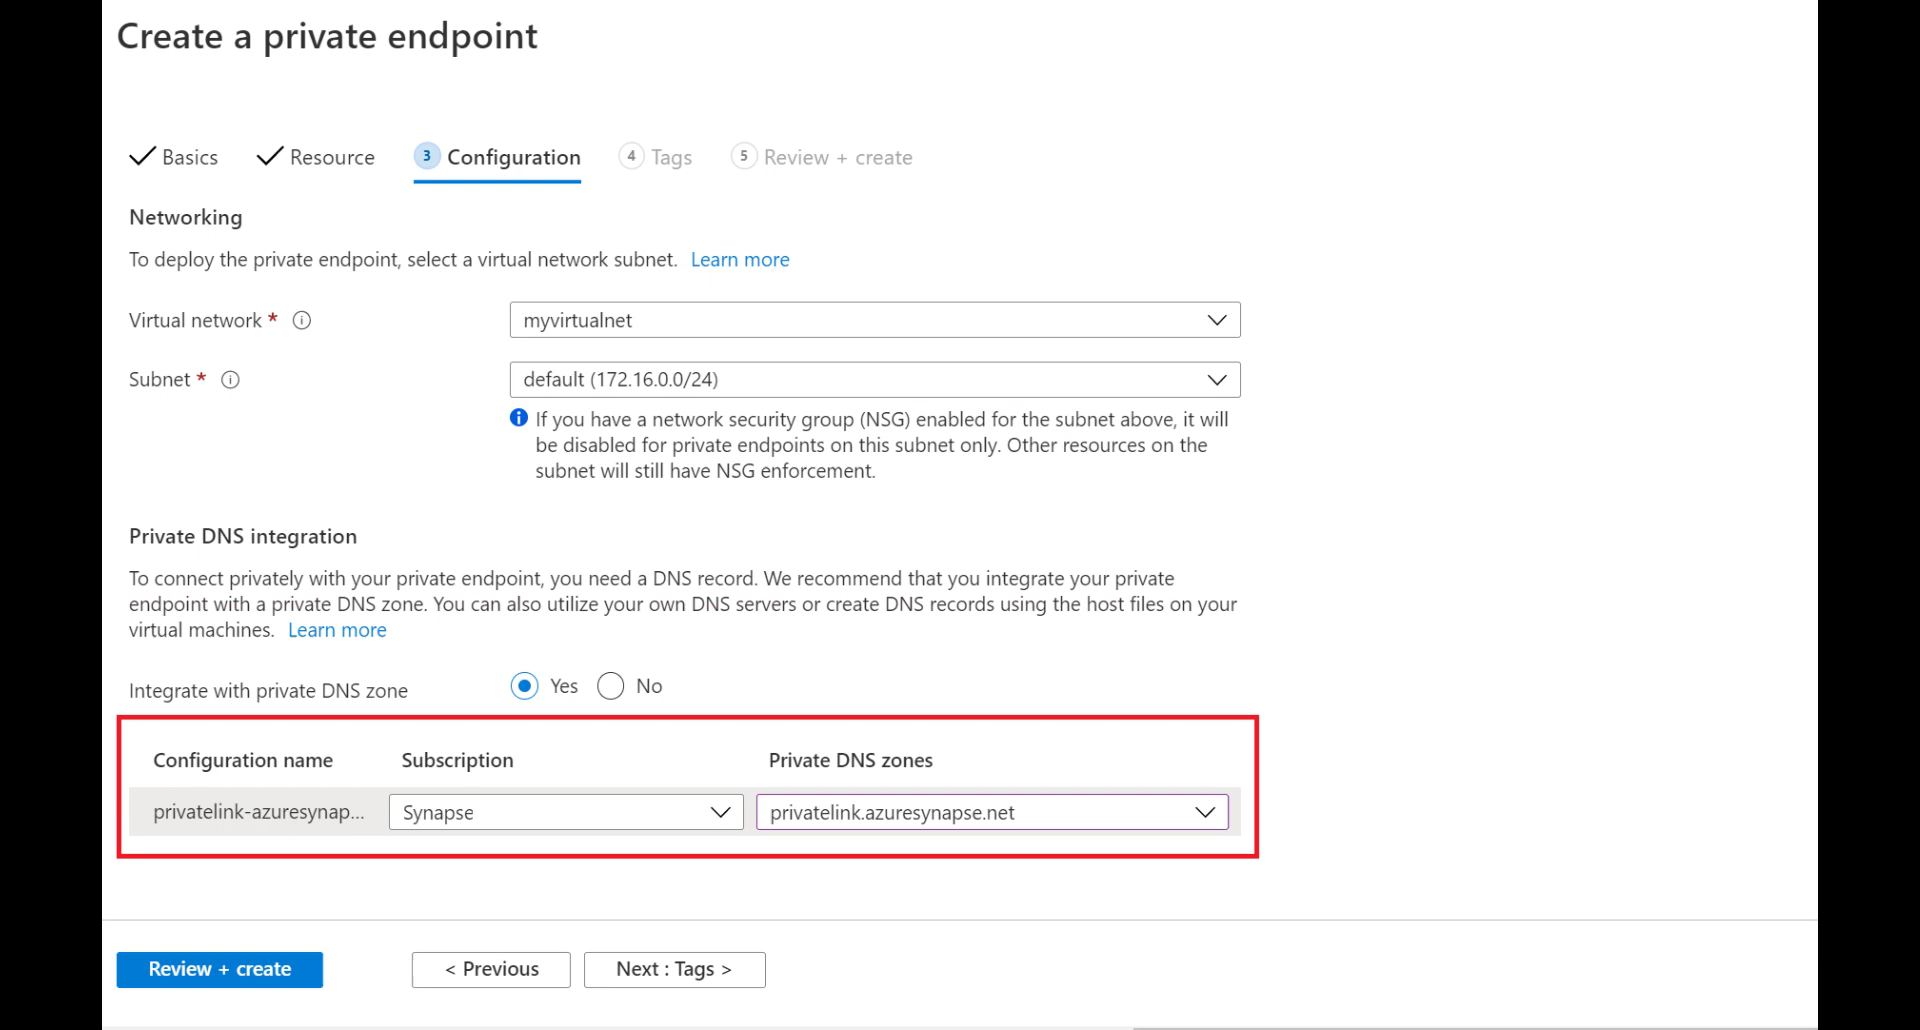 Create a private endpoint
Basics
Resource
3 Configuration
4 Tags
5 Review + create
Networking
To deploy the private endpoint, select a virtual network subnet. Learn more
Virtual network * i
myvirtualnet
Subnet * i
default (172.16.0.0/24)
i If you have a network security group (NSG) enabled for the subnet above, it will
be disabled for private endpoints on this subnet only. Other resources on the
subnet will still have NSG enforcement.
Private DNS integration
To connect privately with your private endpoint, you need a DNS record. We recommend that you integrate your private
endpoint with a private DNS zone. You can also utilize your own DNS servers or create DNS records using the host files on your
virtual machines. Learn more
Integrate with private DNS zone
Yes
No
Configuration name
Subscription
Private DNS zones
privatelink-azuresynap...
Synapse
privatelink.azuresynapse.net
Review + create
< Previous
Next : Tags >